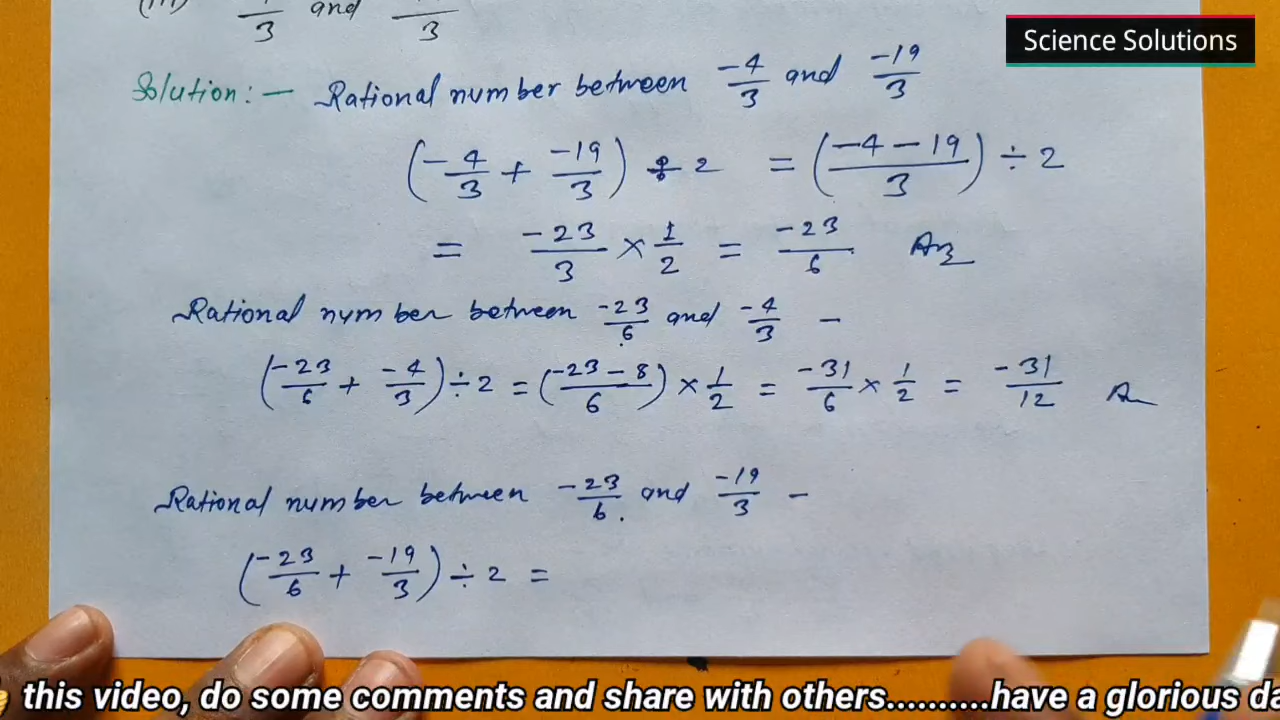 3 and 3
Science Solutions
Solution:- Rational number between -4/3 and -19/3
(-4/3 + -19/3) ÷ 2 = (-4-19/3) ÷ 2
= -23/3 × 1/2 = -23/6 Ans
Rational number between -23/6 and -4/3 -
(-23/6 + -4/3) ÷ 2 = (-23-8/6) × 1/2 = -31/6 × 1/2 = -31/12 An
Rational number between -23/6 and -19/3 -
(-23/6 + -19/3) ÷ 2 =
this video, do some comments and share with others..........have a glorious da